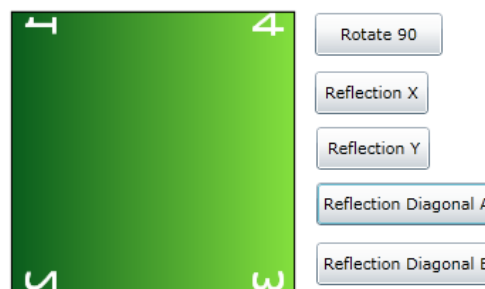 1 4
Rotate 90
Reflection X
Reflection Y
Reflection Diagonal A
Reflection Diagonal B
2 3